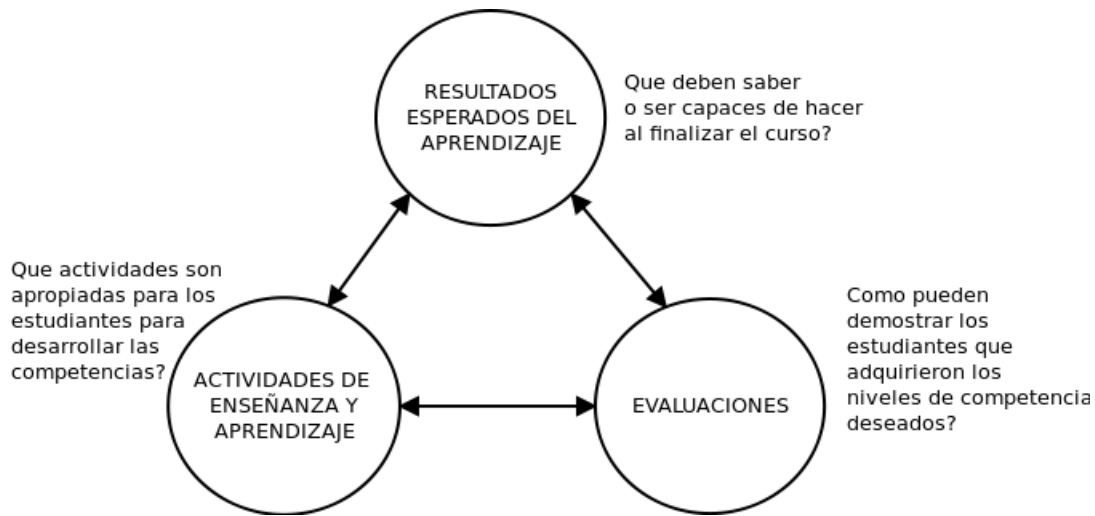 RESULTADOS
ESPERADOS DEL
APRENDIZAJE
Que deben saber
o ser capaces de hacer
al finalizar el curso?
Que actividades son
apropiadas para los
estudiantes para
desarrollar las
competencias?
ACTIVIDADES DE
ENSEÑANZA Y
APRENDIZAJE
EVALUACIONES
Como pueden
demostrar los
estudiantes que
adquirieron los
niveles de competencia
deseados?